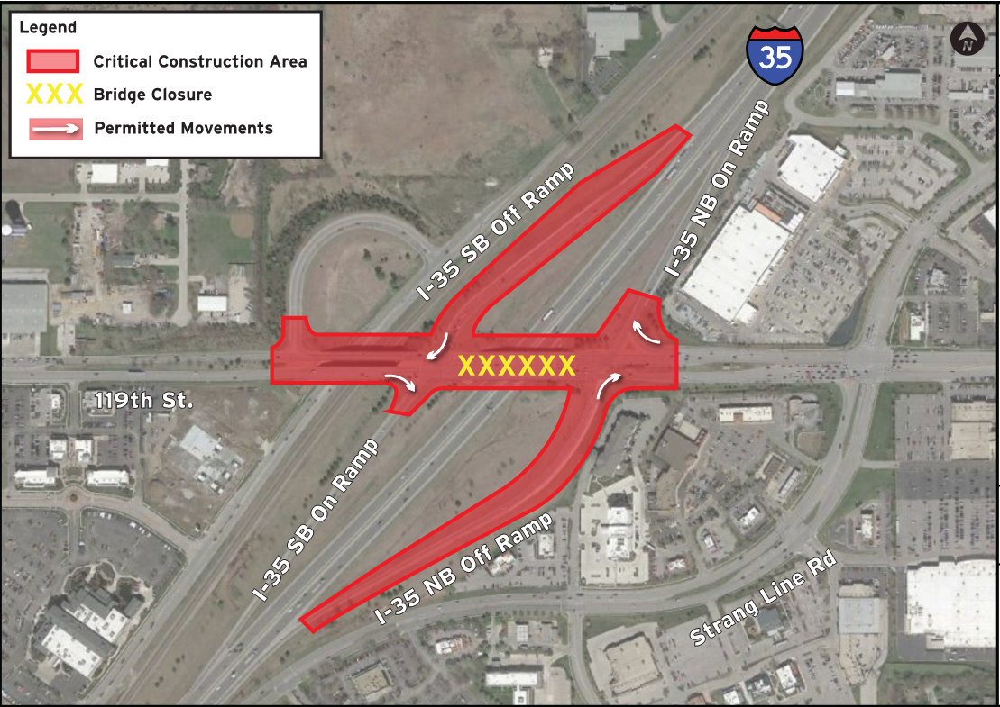 Legend
Critical Construction Area
XXX Bridge Closure
Permitted Movements
35
N
I-35 NB On Ramp
I-35 SB Off Ramp
XXXXXX
119th St.
I-35 SB On Ramp
I-35 NB Off Ramp
Strang Line Rd